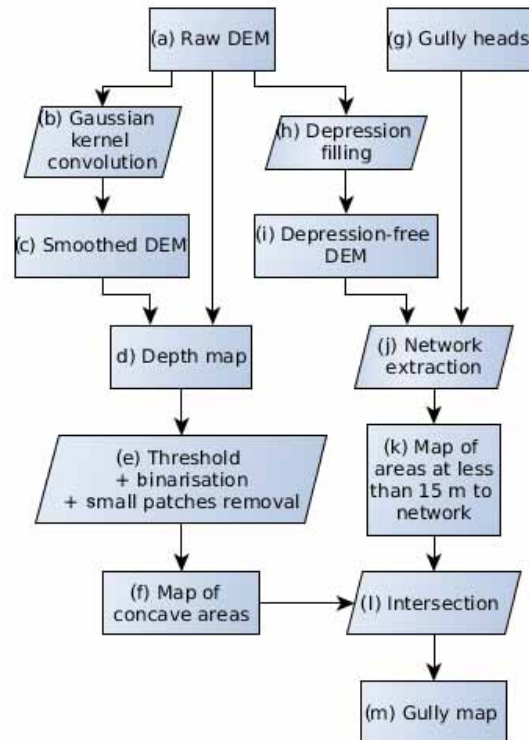 (a) Raw DEM
(g) Gully heads
(b) Gaussian
kernel
convolution
(h) Depression
filling
(c) Smoothed DEM
(i) Depression-free
DEM
d) Depth map
(j) Network
extraction
(e) Threshold
+ binarisation
+ small patches removal
(k) Map of
areas at less
than 15 m to
network
(f) Map of
concave areas
(l) Intersection
(m) Gully map